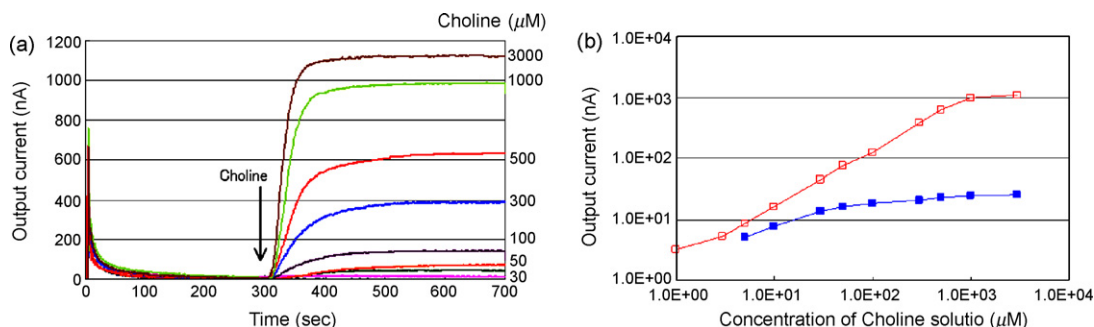 (a)
Choline (μM)
Output current (nA)
1200
1000
800
600
400
200
0
3000
1000
500
300
100
50
30
Choline
0 100 200 300 400 500 600 700
Time (sec)
(b)
Output current (nA)
1.0E+04
1.0E+03
1.0E+02
1.0E+01
1.0E+00
1.0E+00 1.0E+01 1.0E+02 1.0E+03 1.0E+04
Concentration of Choline solutio (μM)